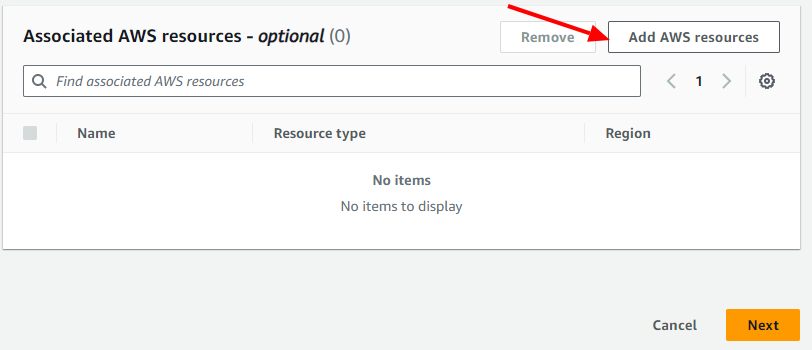 Associated AWS resources - optional (0)
Remove
Add AWS resources
Find associated AWS resources
1
Name
Resource type
Region
No items
No items to display
Cancel
Next